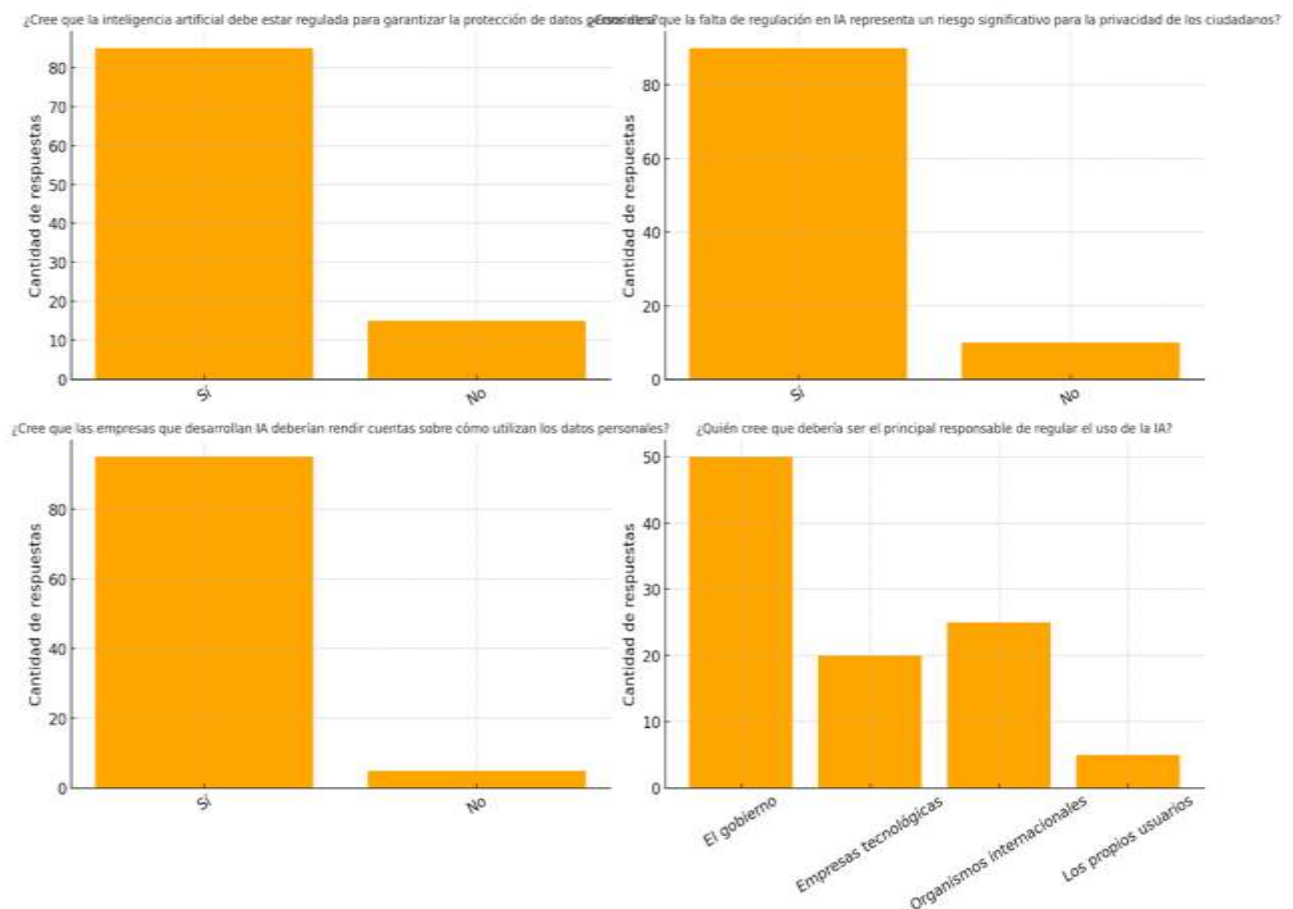 ¿Cree que la inteligencia artificial debe estar regulada para garantizar la protección de datos
que la falta de regulación en IA representa un riesgo significativo para la privacidad de los ciudadanos?
Cantidad de respuestas
80
70
60
50
40
30
20
10
0
Sí
No
Cantidad de respuestas
80
60
40
20
0
Sí
No
¿Cree que las empresas que desarrollan IA deberían rendir cuentas sobre cómo utilizan los datos personales?
Cantidad de respuestas
80
60
40
20
0
Sí
No
¿Quién cree que debería ser el principal responsable de regular el uso de la IA?
Cantidad de respuestas
50
40
30
20
10
0
El gobierno
Empresas tecnológicas
Organismos internacionales
Los propios usuarios